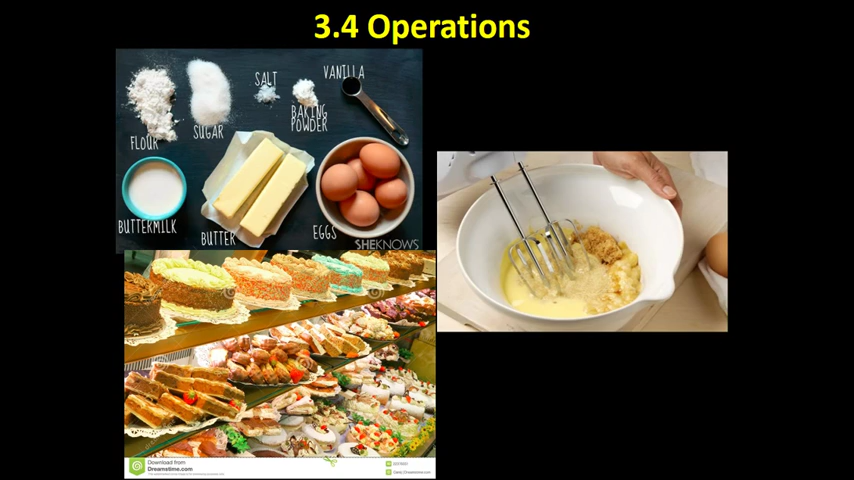 3.4 Operations
SALT
VANILLA
BAKING
POWDER
FLOUR
SUGAR
BUTTERMILK
BUTTER
EGGS
SHEKNOWS
Download from
Dreamstime.com